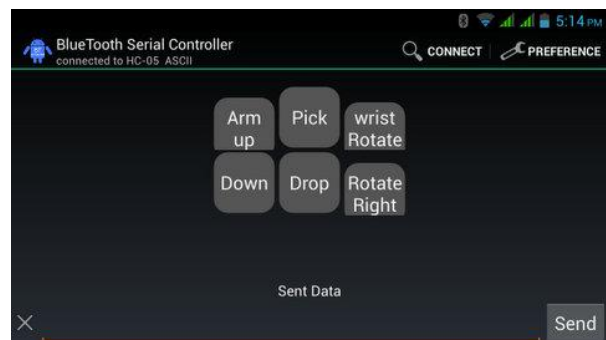 5:14 PM
BlueTooth Serial Controller
connected to HC-05 ASCII
CONNECT
PREFERENCE
Arm
up
Pick
wrist
Rotate
Down
Drop
Rotate
Right
Sent Data
Send